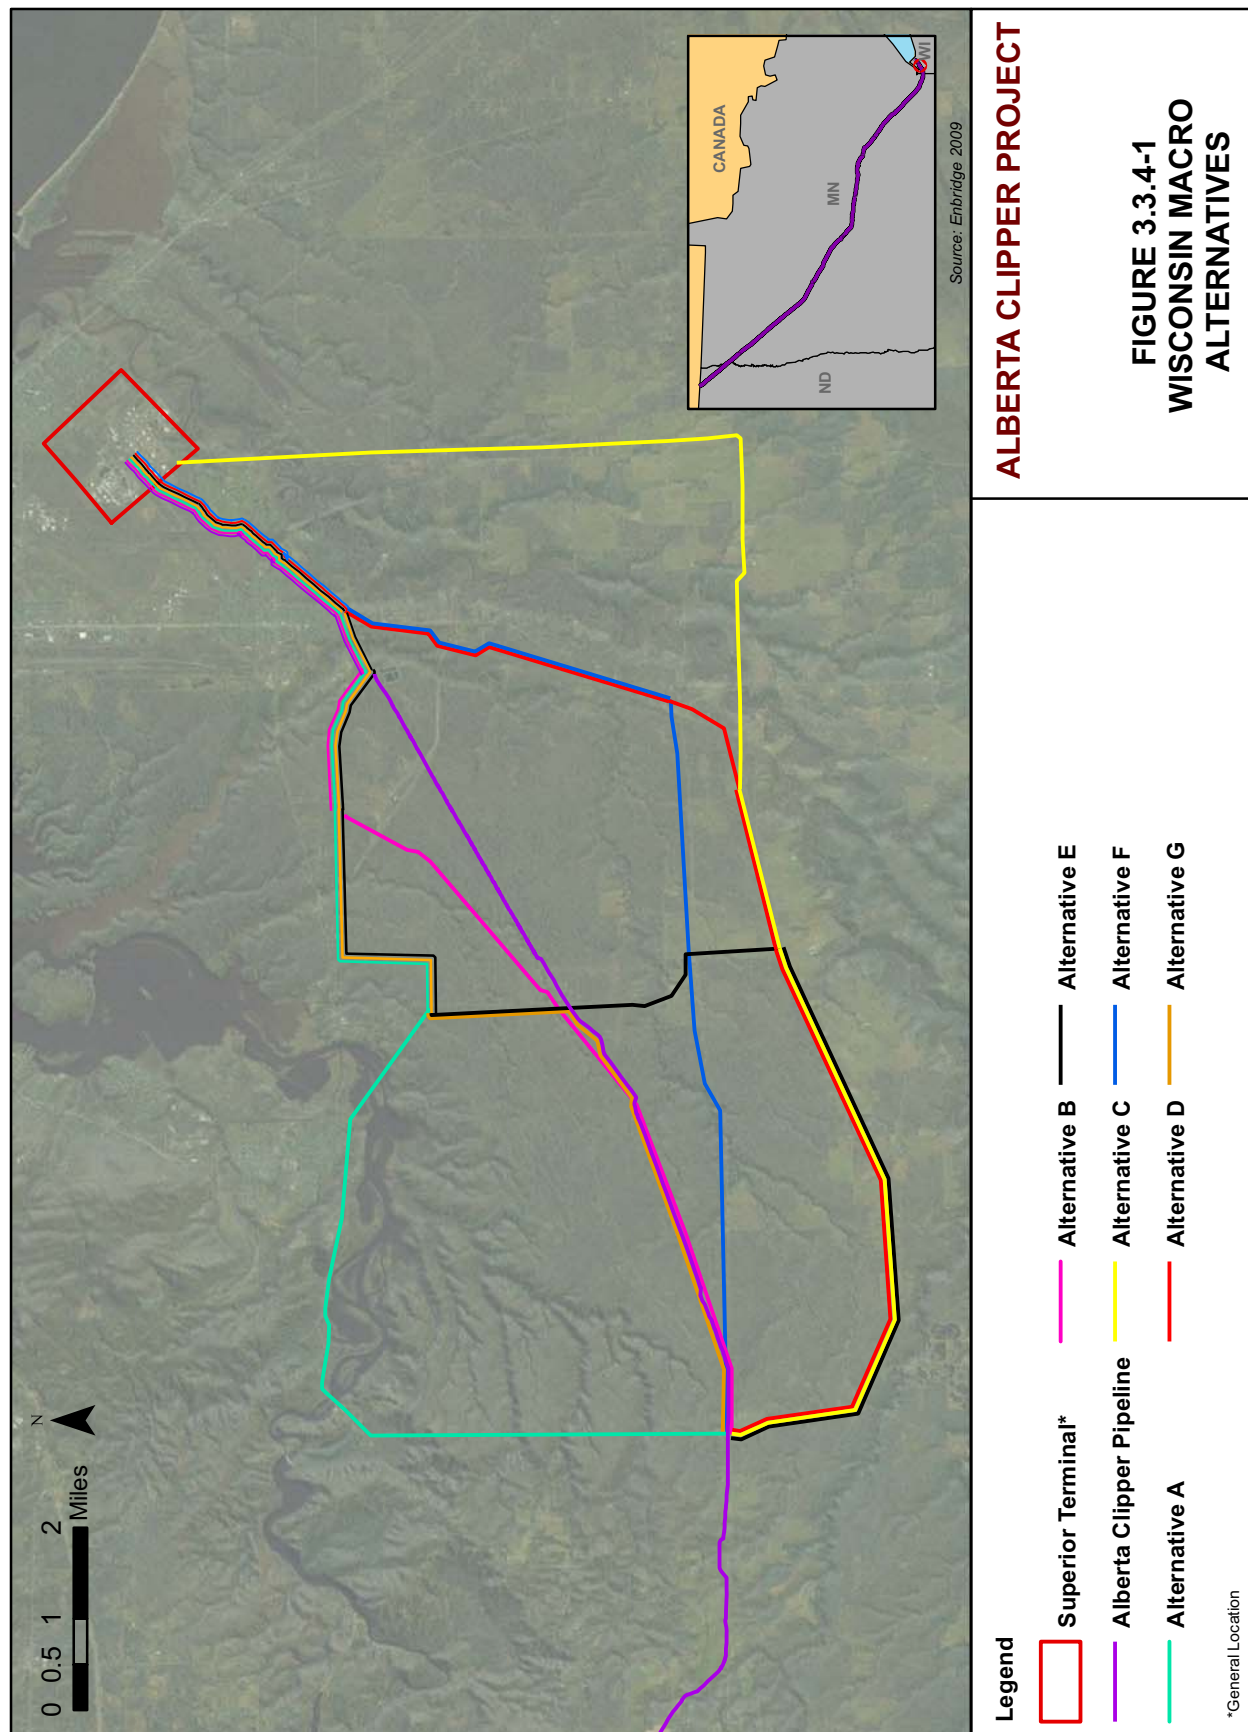 N
0 0.5 1 2
Miles
CANADA
MN
ND
WI
Source: Enbridge 2009
Legend
Superior Terminal*
Alberta Clipper Pipeline
Alternative A
Alternative B
Alternative C
Alternative D
Alternative E
Alternative F
Alternative G
*General Location
ALBERTA CLIPPER PROJECT
FIGURE 3.3.4-1
WISCONSIN MACRO
ALTERNATIVES